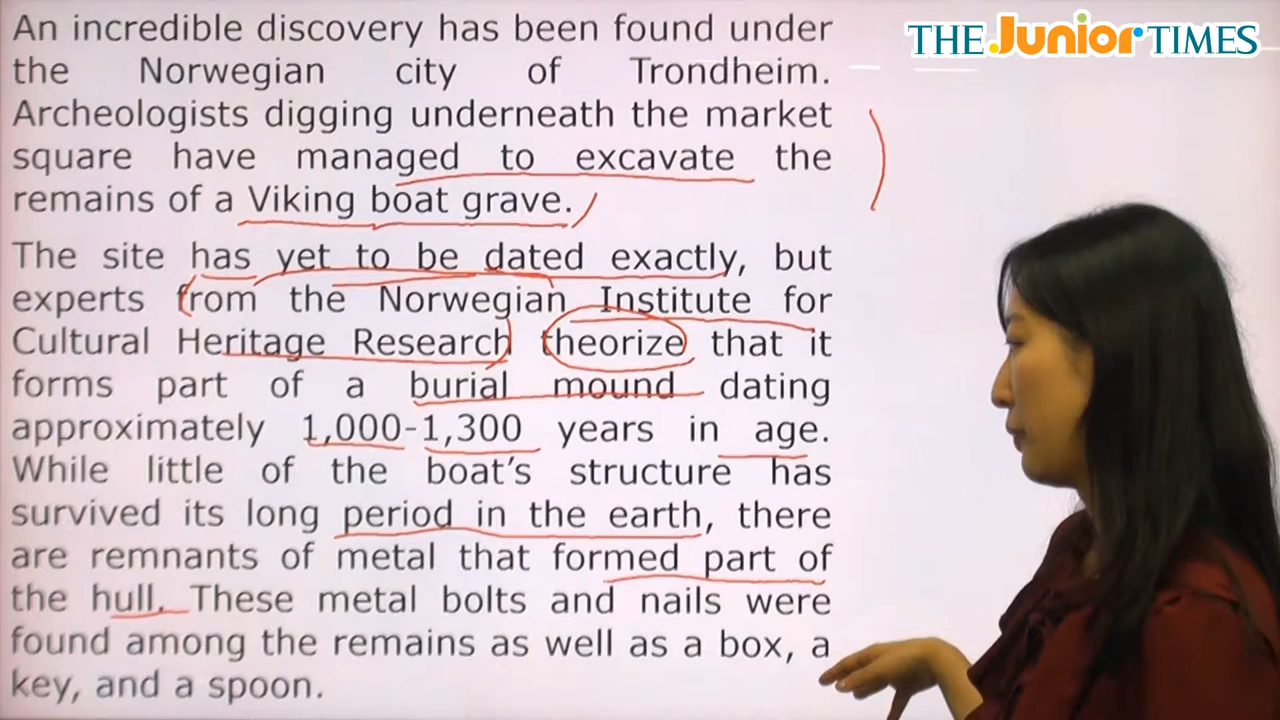 An incredible discovery has been found under
the Norwegian city of Trondheim.
Archeologists digging underneath the market
square have managed to excavate the
remains of a Viking boat grave.
The site has yet to be dated exactly, but
experts from the Norwegian Institute for
Cultural Heritage Research theorize that it
forms part of a burial mound dating
approximately 1,000-1,300 years in age.
While little of the boat's structure has
survived its long period in the earth, there
are remnants of metal that formed part of
the hull. These metal bolts and nails were
found among the remains as well as a box, a
key, and a spoon.
THE Junior TIMES